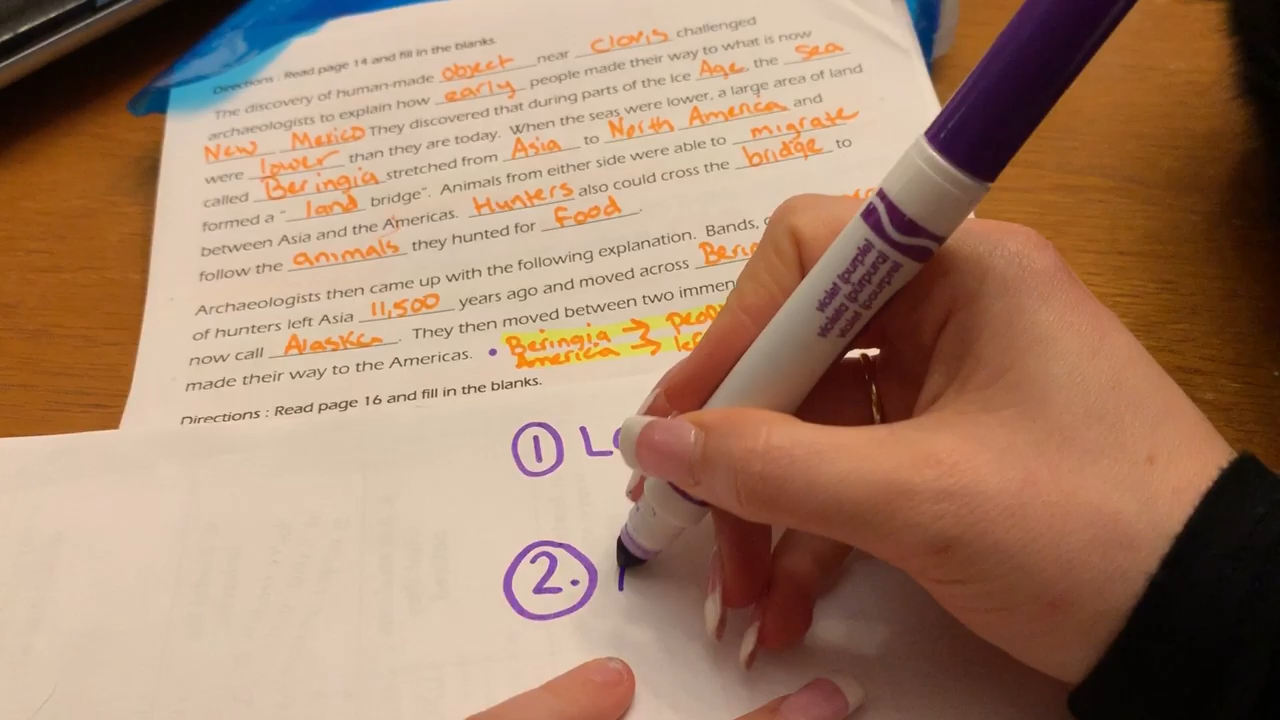 Directions : Read page 14 and fill in the blanks.
The discovery of human-made object near Clovis challenged
archaeologists to explain how early people made their way to what is now
New Mexico They discovered that during parts of the Ice Age, the sea
were lower than they are today. When the seas were lower, a large area of land
called Beringia stretched from Asia to North America and
formed a "land bridge". Animals from either side were able to migrate
between Asia and the Americas. Hunters also could cross the bridge to
follow the animals they hunted for food.
Archaeologists then came up with the following explanation. Bands,
of hunters left Asia 11,500 years ago and moved across
now call Alaska. They then moved between two
made their way to the Americas. • Beringia →
America →
Directions : Read page 16 and fill in the blanks.
1
2.
violet (purple)
violeta (púrpura)
violet (pourpre)